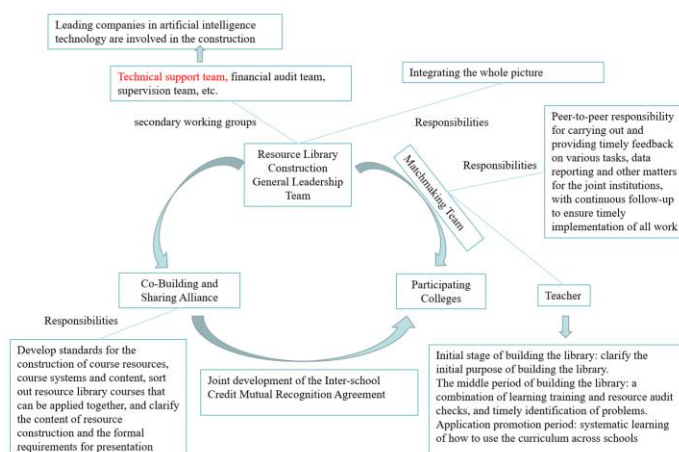 Leading companies in artificial intelligence
technology are involved in the construction
Technical support team, financial audit team,
supervision team, etc.
Integrating the whole picture
secondary working groups
Responsibilities
Resource Library
Construction
General Leadership
Team
Matchmaking Team
Responsibilities
Peer-to-peer responsibility
for carrying out and
providing timely feedback
on various tasks, data
reporting and other matters
for the joint institutions,
with continuous follow-up
to ensure timely
implementation of all work
Co-Building and
Sharing Alliance
Participating
Colleges
Teacher
Responsibilities
Develop standards for the
construction of course resources,
course systems and content, sort
out resource library courses that
can be applied together, and clarify
the content of resource
construction and the formal
requirements for presentation
Joint development of the Inter-school
Credit Mutual Recognition Agreement
Initial stage of building the library: clarify the
initial purpose of building the library.
The middle period of building the library: a
combination of learning training and resource audit
checks, and timely identification of problems.
Application promotion period: systematic learning
of how to use the curriculum across schools